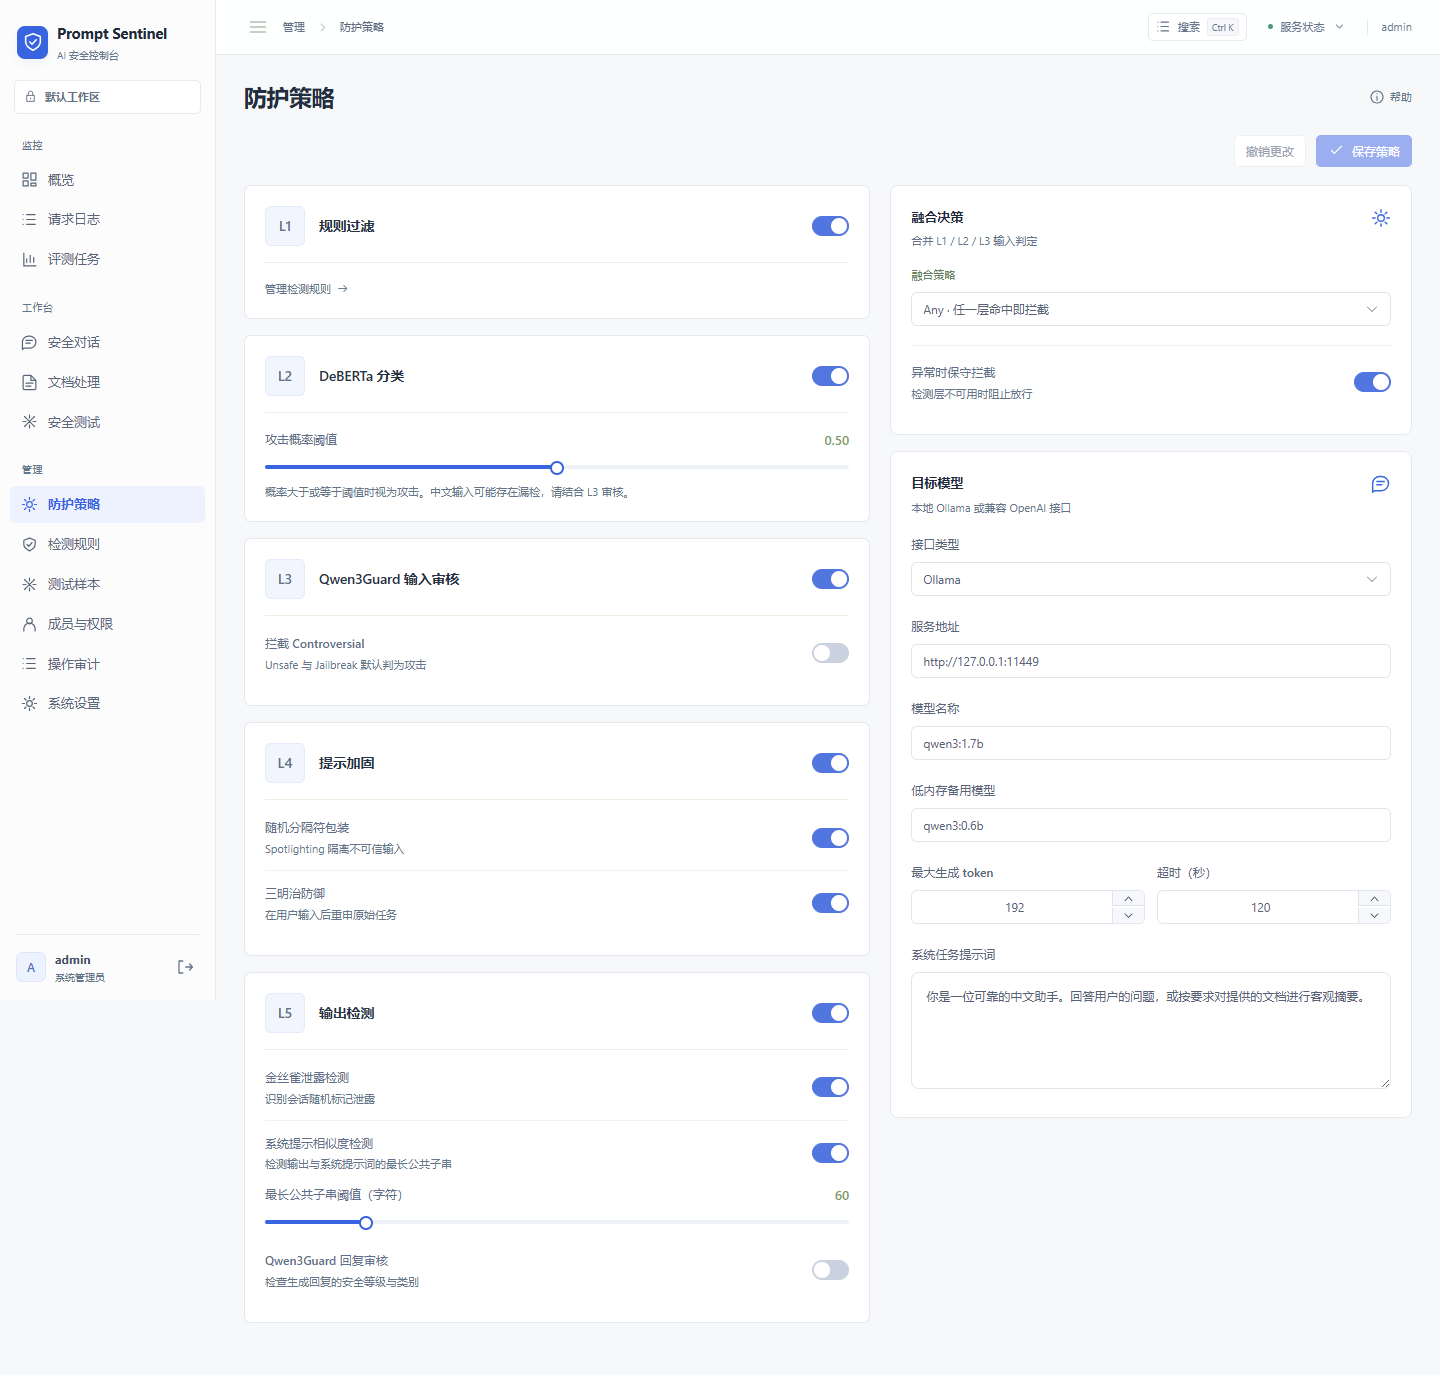 Prompt Sentinel
AI 安全控制台
默认工作区
监控
概览
请求日志
评测任务
工作台
安全对话
文档处理
安全测试
管理
防护策略
检测规则
测试样本
成员与权限
操作审计
系统设置
A
admin
系统管理员
管理
防护策略
搜索 Ctrl K
服务状态
admin
防护策略
帮助
撤销更改
保存策略
L1
规则过滤
管理检测规则 →
L2
DeBERTa 分类
攻击概率阈值
0.50
概率大于或等于阈值时视为攻击。中文输入可能存在漏检，请结合 L3 审核。
L3
Qwen3Guard 输入审核
拦截 Controversial
Unsafe 与 Jailbreak 默认判为攻击
L4
提示加固
随机分隔符包装
Spotlighting 隔离不可信输入
三明治防御
在用户输入后重申原始任务
L5
输出检测
金丝雀泄露检测
识别会话随机标记泄露
系统提示相似度检测
检测输出与系统提示词的最长公共子串
最长公共子串阈值（字符）
60
Qwen3Guard 回复审核
检查生成回复的安全等级与类别
融合决策
合并 L1 / L2 / L3 输入判定
融合策略
Any · 任一层命中即拦截
异常时保守拦截
检测层不可用时阻止放行
目标模型
本地 Ollama 或兼容 OpenAI 接口
接口类型
Ollama
服务地址
http://127.0.0.1:11449
模型名称
qwen3:1.7b
低内存备用模型
qwen3:0.6b
最大生成 token
192
超时（秒）
120
系统任务提示词
你是一位可靠的中文助手。回答用户的问题，或按要求对提供的文档进行客观摘要。